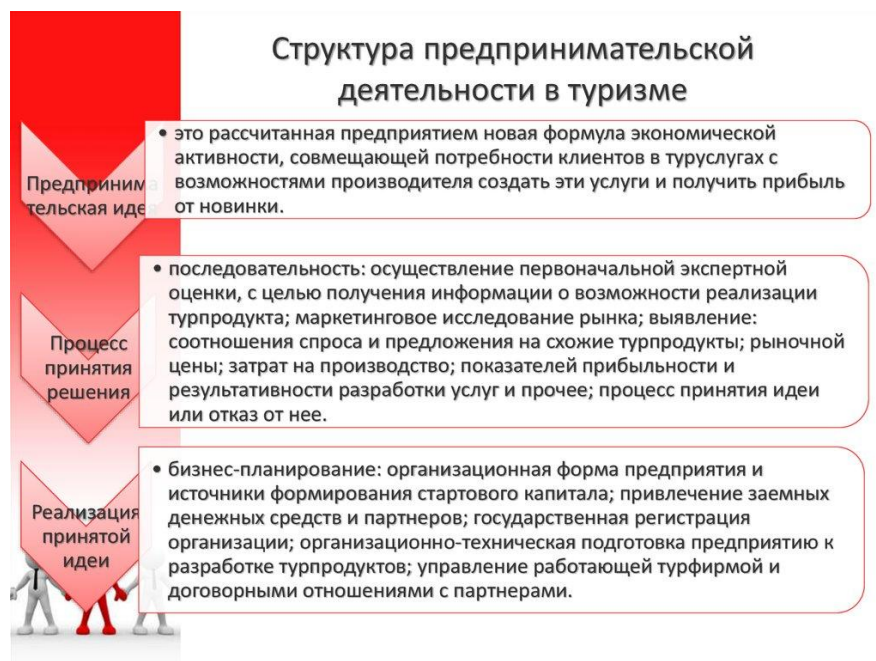 Структура предпринимательской
деятельности в туризме
Предпринима
тельская идея
• это рассчитанная предприятием новая формула экономической
активности, совмещающей потребности клиентов в туруслугах с
возможностями производителя создать эти услуги и получить прибыль
от новинки.
Процесс
принятия
решения
• последовательность: осуществление первоначальной экспертной
оценки, с целью получения информации о возможности реализации
турпродукта; маркетинговое исследование рынка; выявление:
соотношения спроса и предложения на схожие турпродукты; рыночной
цены; затрат на производство; показателей прибыльности и
результативности разработки услуг и прочее; процесс принятия идеи
или отказ от нее.
Реализация
принятой
идеи
• бизнес-планирование: организационная форма предприятия и
источники формирования стартового капитала; привлечение заемных
денежных средств и партнеров; государственная регистрация
организации; организационно-техническая подготовка предприятию к
разработке турпродуктов; управление работающей турфирмой и
договорными отношениями с партнерами.